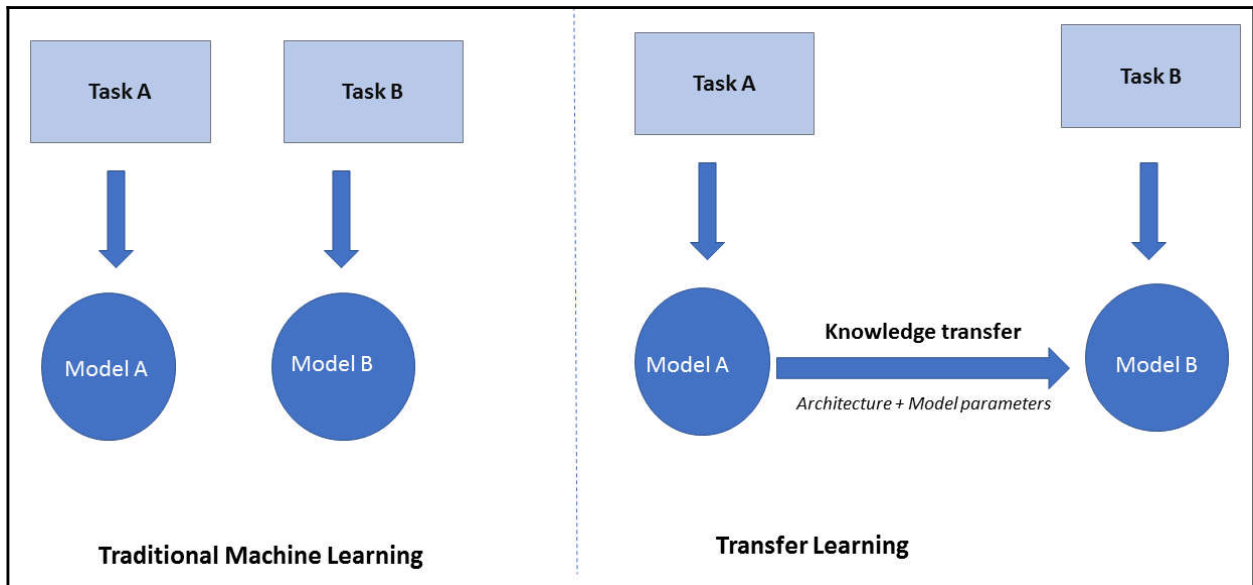 Task A
Task B
Model A
Model B
Traditional Machine Learning
Task A
Task B
Model A
Knowledge transfer
Architecture + Model parameters
Model B
Transfer Learning